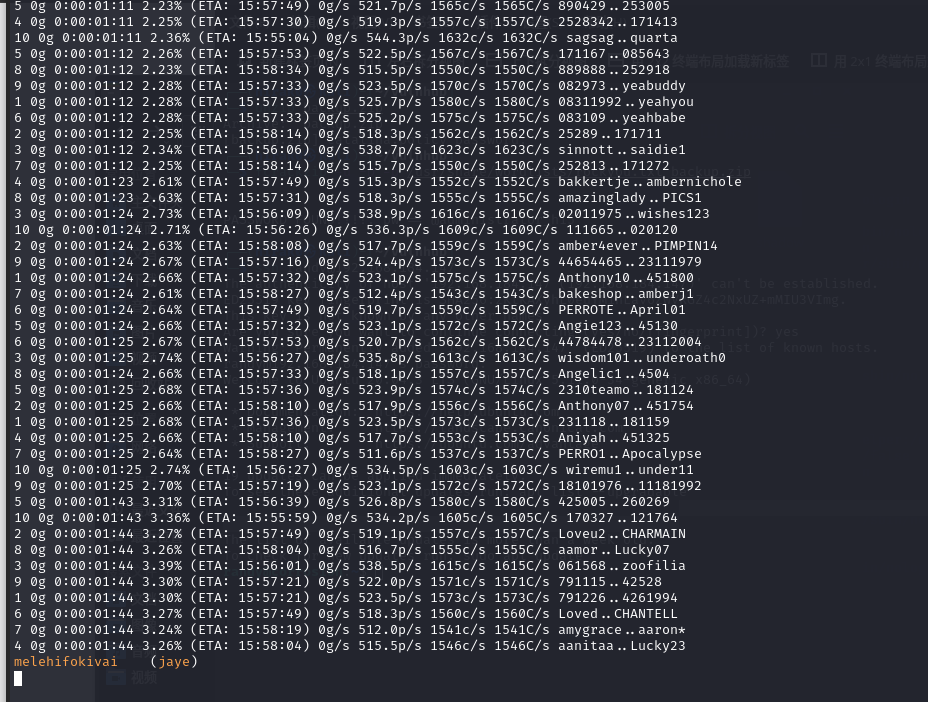 5 0g 0:00:01:11 2.23% (ETA: 15:57:49) 0g/s 521.7p/s 1565c/s 1565C/s 890429..253005
4 0g 0:00:01:11 2.25% (ETA: 15:57:30) 0g/s 519.3p/s 1557c/s 1557C/s 2528342..171413
10 0g 0:00:01:11 2.36% (ETA: 15:55:04) 0g/s 544.3p/s 1632c/s 1632C/s sagsag..quarta
5 0g 0:00:01:12 2.26% (ETA: 15:57:53) 0g/s 522.5p/s 1567c/s 1567C/s 171167..085643
终端布局加载新标签
用 2x1 终端布局
8 0g 0:00:01:12 2.23% (ETA: 15:58:34) 0g/s 515.5p/s 1550c/s 1550C/s 889888..252918
9 0g 0:00:01:12 2.28% (ETA: 15:57:33) 0g/s 523.5p/s 1570c/s 1570C/s 082973..yeabuddy
1 0g 0:00:01:12 2.28% (ETA: 15:57:33) 0g/s 525.7p/s 1580c/s 1580C/s 08311992..yeahyou
6 0g 0:00:01:12 2.28% (ETA: 15:57:33) 0g/s 525.2p/s 1575c/s 1575C/s 083109..yeahbabe
2 0g 0:00:01:12 2.25% (ETA: 15:58:14) 0g/s 518.3p/s 1562c/s 1562C/s 25289..171711
3 0g 0:00:01:12 2.34% (ETA: 15:56:06) 0g/s 538.7p/s 1623c/s 1623C/s sinnott..saidie1
7 0g 0:00:01:12 2.25% (ETA: 15:58:14) 0g/s 515.7p/s 1550c/s 1550C/s 252813..171272
4 0g 0:00:01:23 2.61% (ETA: 15:57:49) 0g/s 515.3p/s 1552c/s 1552C/s bakkertje..ambernichole
8 0g 0:00:01:23 2.63% (ETA: 15:57:31) 0g/s 518.3p/s 1555c/s 1555C/s amazinglady..PICS1
3 0g 0:00:01:24 2.73% (ETA: 15:56:09) 0g/s 538.9p/s 1616c/s 1616C/s 02011975..wishes123
10 0g 0:00:01:24 2.71% (ETA: 15:56:26) 0g/s 536.3p/s 1609c/s 1609C/s 111665..020120
2 0g 0:00:01:24 2.63% (ETA: 15:58:08) 0g/s 517.7p/s 1559c/s 1559C/s amber4ever..PIMPIN14
9 0g 0:00:01:24 2.67% (ETA: 15:57:16) 0g/s 524.4p/s 1573c/s 1573C/s 44654465..23111979
1 0g 0:00:01:24 2.66% (ETA: 15:57:32) 0g/s 523.1p/s 1575c/s 1575C/s Anthony10..451800
can't be established.
7 0g 0:00:01:24 2.61% (ETA: 15:58:27) 0g/s 512.4p/s 1543c/s 1543C/s bakeshop..amberj1
6 0g 0:00:01:24 2.64% (ETA: 15:57:49) 0g/s 519.7p/s 1559c/s 1559C/s PERROTE..April01
5 0g 0:00:01:24 2.66% (ETA: 15:57:32) 0g/s 523.1p/s 1572c/s 1572C/s Angie123..45130
yes
6 0g 0:00:01:25 2.67% (ETA: 15:57:53) 0g/s 520.7p/s 1562c/s 1562C/s 44784478..23112004
list of known hosts.
3 0g 0:00:01:25 2.74% (ETA: 15:56:27) 0g/s 535.8p/s 1613c/s 1613C/s wisdom101..underoath0
8 0g 0:00:01:24 2.66% (ETA: 15:57:33) 0g/s 518.1p/s 1557c/s 1557C/s Angelic1..4504
x86_64)
5 0g 0:00:01:25 2.68% (ETA: 15:57:36) 0g/s 523.9p/s 1574c/s 1574C/s 2310teamo..181124
2 0g 0:00:01:25 2.66% (ETA: 15:58:10) 0g/s 517.9p/s 1556c/s 1556C/s Anthony07..451754
1 0g 0:00:01:25 2.68% (ETA: 15:57:36) 0g/s 523.5p/s 1573c/s 1573C/s 231118..181159
4 0g 0:00:01:25 2.66% (ETA: 15:58:10) 0g/s 517.7p/s 1553c/s 1553C/s Aniyah..451325
7 0g 0:00:01:25 2.64% (ETA: 15:58:27) 0g/s 511.6p/s 1537c/s 1537C/s PERRO1..Apocalypse
10 0g 0:00:01:25 2.74% (ETA: 15:56:27) 0g/s 534.5p/s 1603c/s 1603C/s wiremu1..under11
9 0g 0:00:01:25 2.70% (ETA: 15:57:19) 0g/s 523.1p/s 1572c/s 1572C/s 18101976..11181992
5 0g 0:00:01:43 3.31% (ETA: 15:56:39) 0g/s 526.8p/s 1580c/s 1580C/s 425005..260269
10 0g 0:00:01:43 3.36% (ETA: 15:55:59) 0g/s 534.2p/s 1605c/s 1605C/s 170327..121764
2 0g 0:00:01:44 3.27% (ETA: 15:57:49) 0g/s 519.1p/s 1557c/s 1557C/s Loveu2..CHARMAIN
8 0g 0:00:01:44 3.26% (ETA: 15:58:04) 0g/s 516.7p/s 1555c/s 1555C/s aamor..Lucky07
3 0g 0:00:01:44 3.39% (ETA: 15:56:01) 0g/s 538.5p/s 1615c/s 1615C/s 061568..zoofilia
9 0g 0:00:01:44 3.30% (ETA: 15:57:21) 0g/s 522.0p/s 1571c/s 1571C/s 791115..42528
1 0g 0:00:01:44 3.30% (ETA: 15:57:21) 0g/s 523.5p/s 1573c/s 1573C/s 791226..4261994
6 0g 0:00:01:44 3.27% (ETA: 15:57:49) 0g/s 518.3p/s 1560c/s 1560C/s Loved..CHANTELL
7 0g 0:00:01:44 3.24% (ETA: 15:58:19) 0g/s 512.0p/s 1541c/s 1541C/s amygrace..aaron*
4 0g 0:00:01:44 3.26% (ETA: 15:58:04) 0g/s 515.5p/s 1546c/s 1546C/s aanitaa..Lucky23
melehifokivai (jaye)
视频